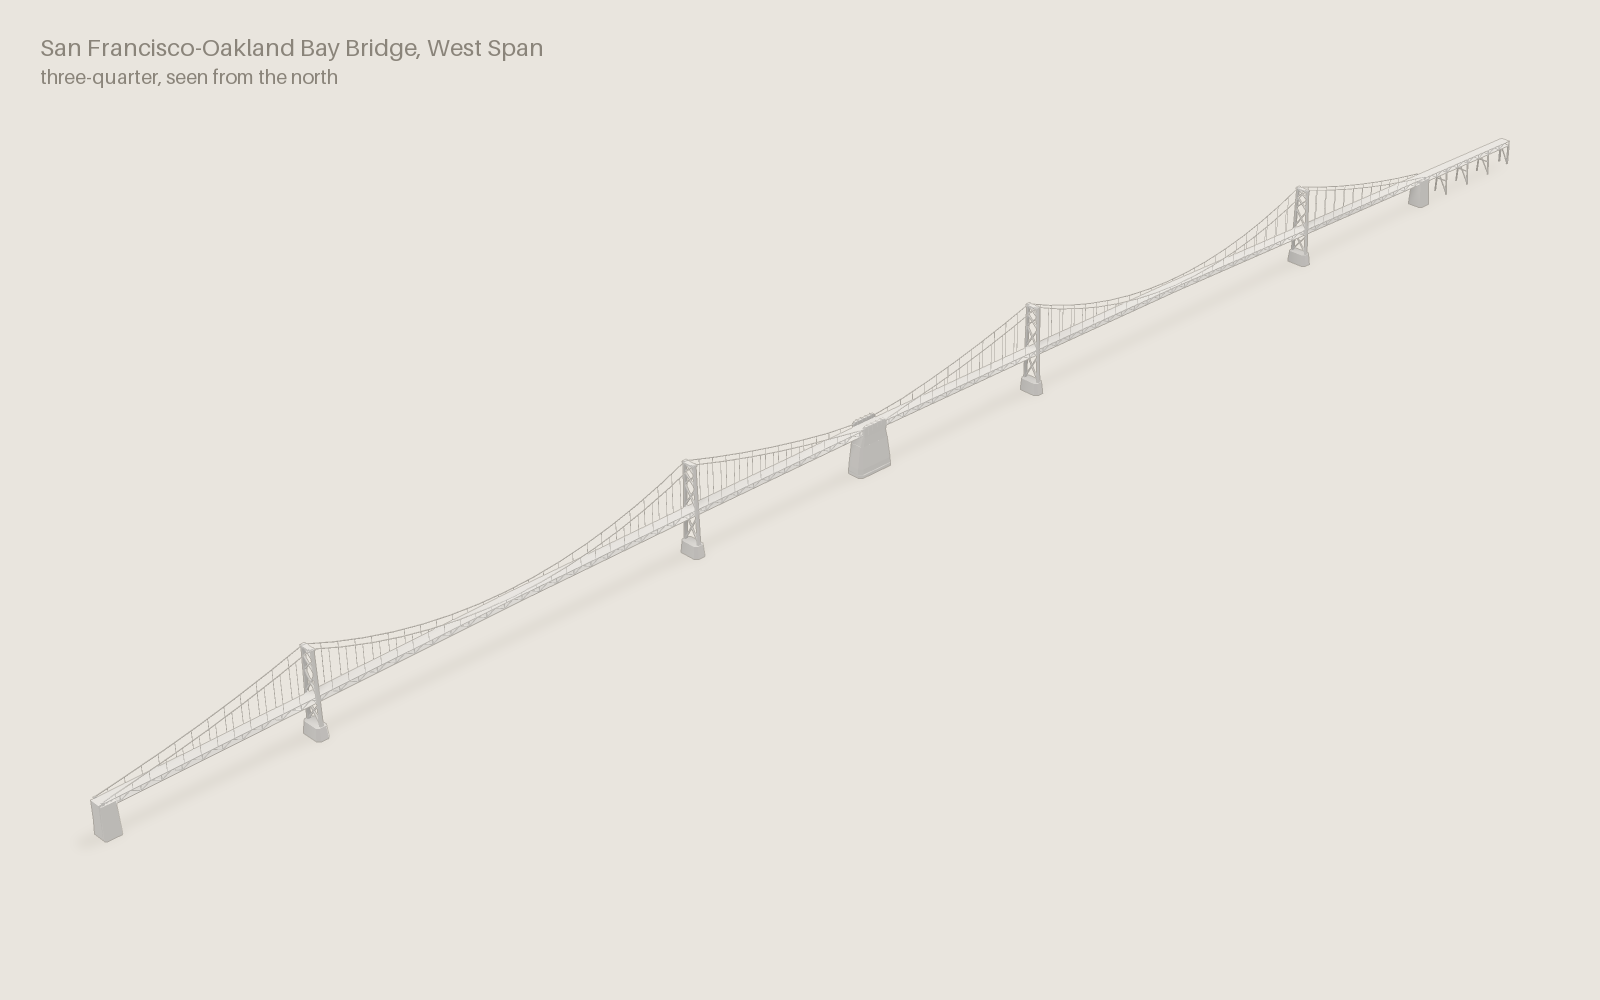 San Francisco-Oakland Bay Bridge, West Span
three-quarter, seen from the north